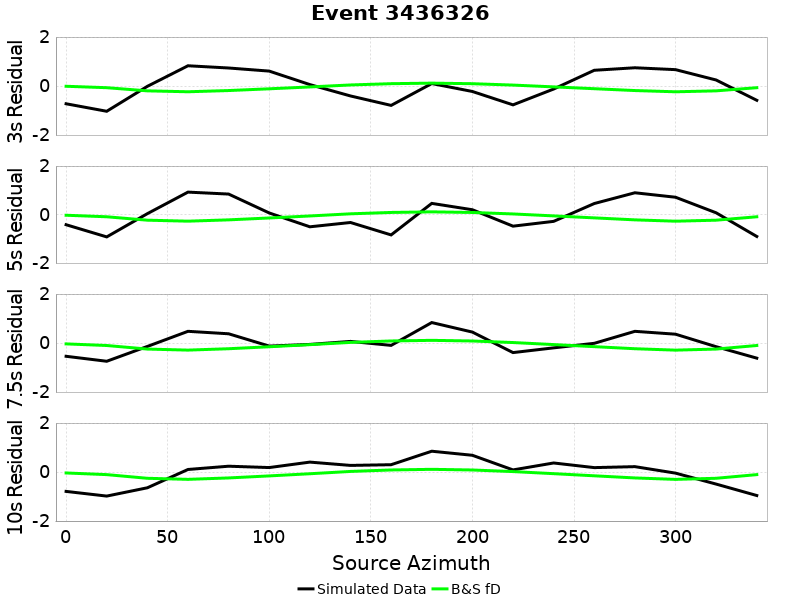 Event 3436326
3s Residual
2
0
-2
5s Residual
2
0
-2
7.5s Residual
2
0
-2
10s Residual
2
0
-2
0 50 100 150 200 250 300
Source Azimuth
Simulated Data B&S fD